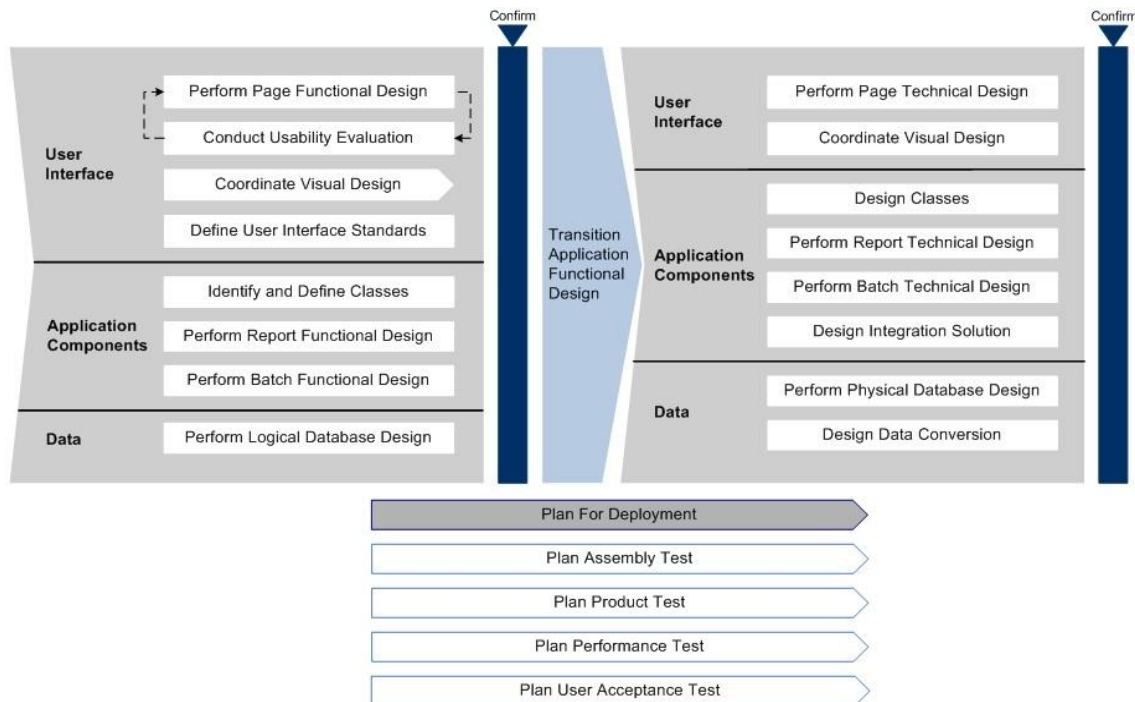 Confirm
Confirm
User
Interface
Perform Page Functional Design
Conduct Usability Evaluation
Coordinate Visual Design
Define User Interface Standards
Application
Components
Identify and Define Classes
Perform Report Functional Design
Perform Batch Functional Design
Data
Perform Logical Database Design
Transition
Application
Functional
Design
User
Interface
Perform Page Technical Design
Coordinate Visual Design
Application
Components
Design Classes
Perform Report Technical Design
Perform Batch Technical Design
Design Integration Solution
Data
Perform Physical Database Design
Design Data Conversion
Plan For Deployment
Plan Assembly Test
Plan Product Test
Plan Performance Test
Plan User Acceptance Test